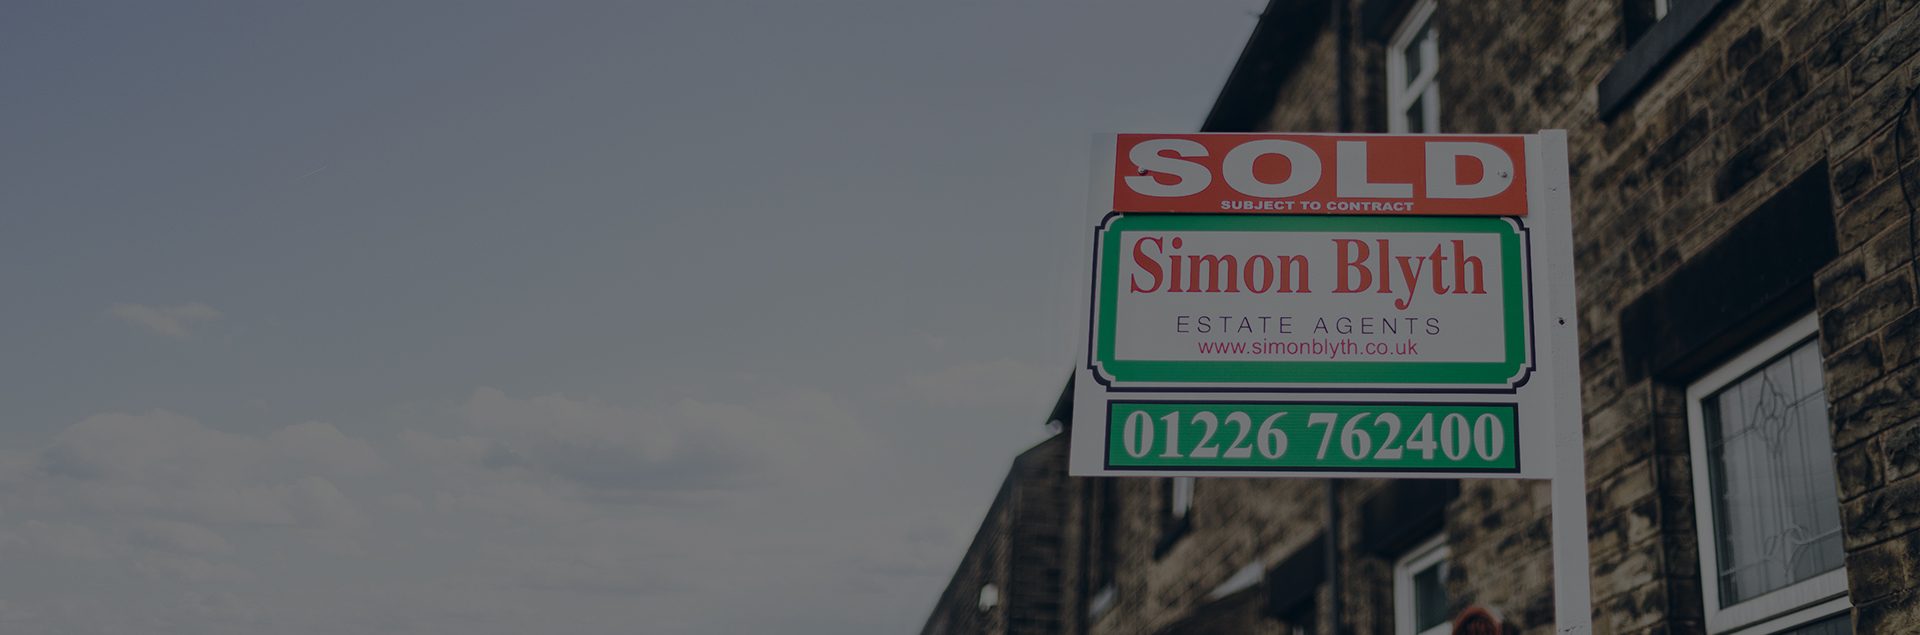 SOLD
SUBJECT TO CONTRACT
Simon Blyth
ESTATE AGENTS
www.simonblyth.co.uk
01226 762400